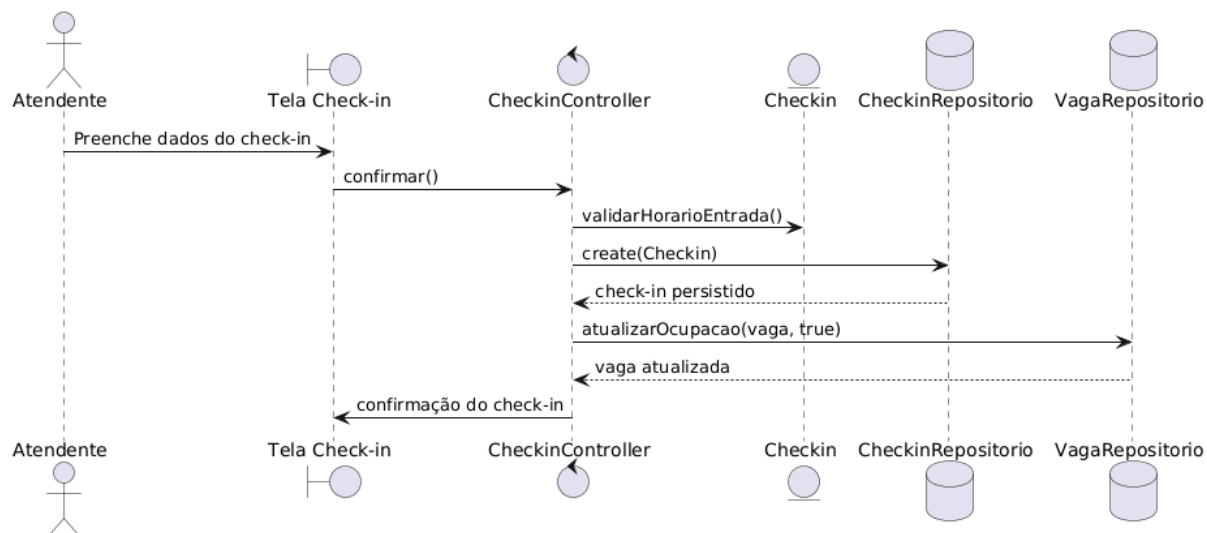 Atendente Tela Check-in CheckinController Checkin CheckinRepositorio VagaRepositorio
Preenche dados do check-in
confirmar()
validarHorarioEntrada()
create(Checkin)
check-in persistido
atualizarOcupacao(vaga, true)
vaga atualizada
confirmação do check-in
Atendente Tela Check-in CheckinController Checkin CheckinRepositorio VagaRepositorio